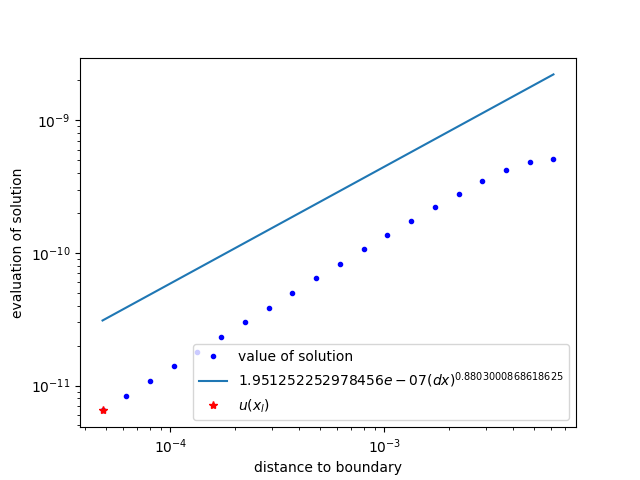 10⁻⁹
10⁻¹⁰
10⁻¹¹
evaluation of solution
value of solution
1.951252252978456e − 07(dx)^0.8803000868618625
u(x_l)
10⁻⁴
10⁻³
distance to boundary